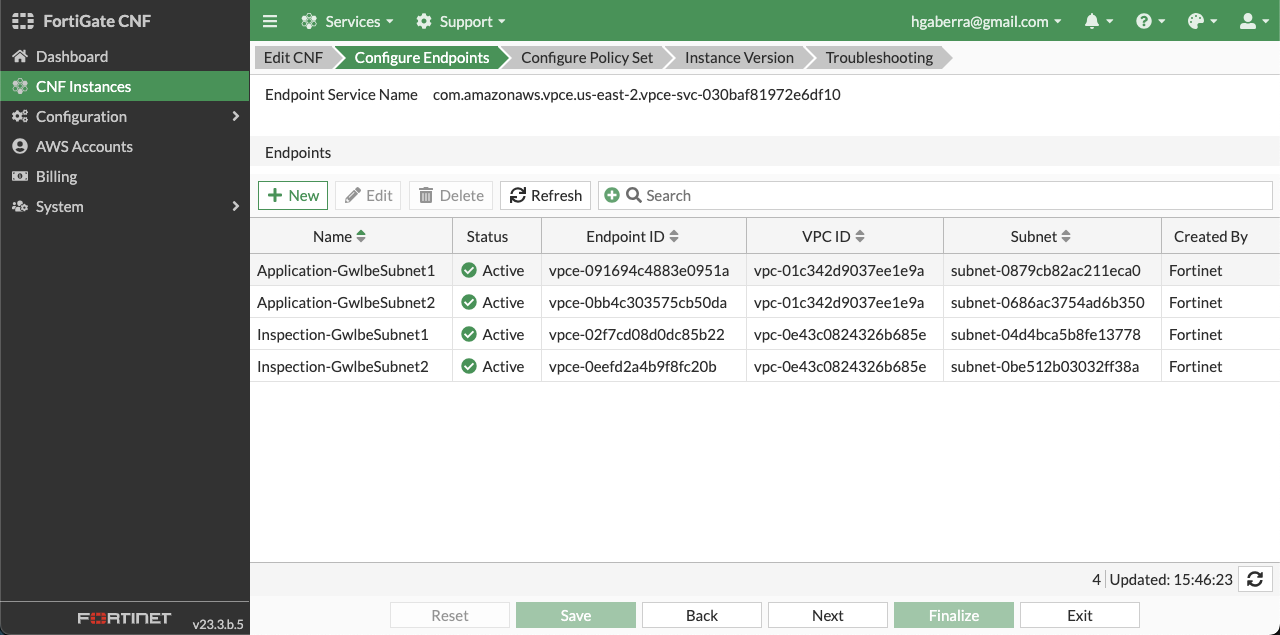 FortiGate CNF
Services
Support
hgaberra@gmail.com
Dashboard
CNF Instances
Configuration
AWS Accounts
Billing
System
Edit CNF
Configure Endpoints
Configure Policy Set
Instance Version
Troubleshooting
Endpoint Service Name com.amazonaws.vpce.us-east-2.vpce-svc-030baf81972e6df10
Endpoints
New
Edit
Delete
Refresh
Search
Name Status Endpoint ID VPC ID Subnet Created By
Application-GwlbeSubnet1 Active vpce-091694c4883e0951a vpc-01c342d9037ee1e9a subnet-0879cb82ac211eca0 Fortinet
Application-GwlbeSubnet2 Active vpce-0bb4c303575cb50da vpc-01c342d9037ee1e9a subnet-0686ac3754ad6b350 Fortinet
Inspection-GwlbeSubnet1 Active vpce-02f7cd08d0dc85b22 vpc-0e43c0824326b685e subnet-04d4bca5b8fe13778 Fortinet
Inspection-GwlbeSubnet2 Active vpce-0eefd2a4b9f8fc20b vpc-0e43c0824326b685e subnet-0be512b03032ff38a Fortinet
4 Updated: 15:46:23
FORTINET v23.3.b.5
Reset
Save
Back
Next
Finalize
Exit